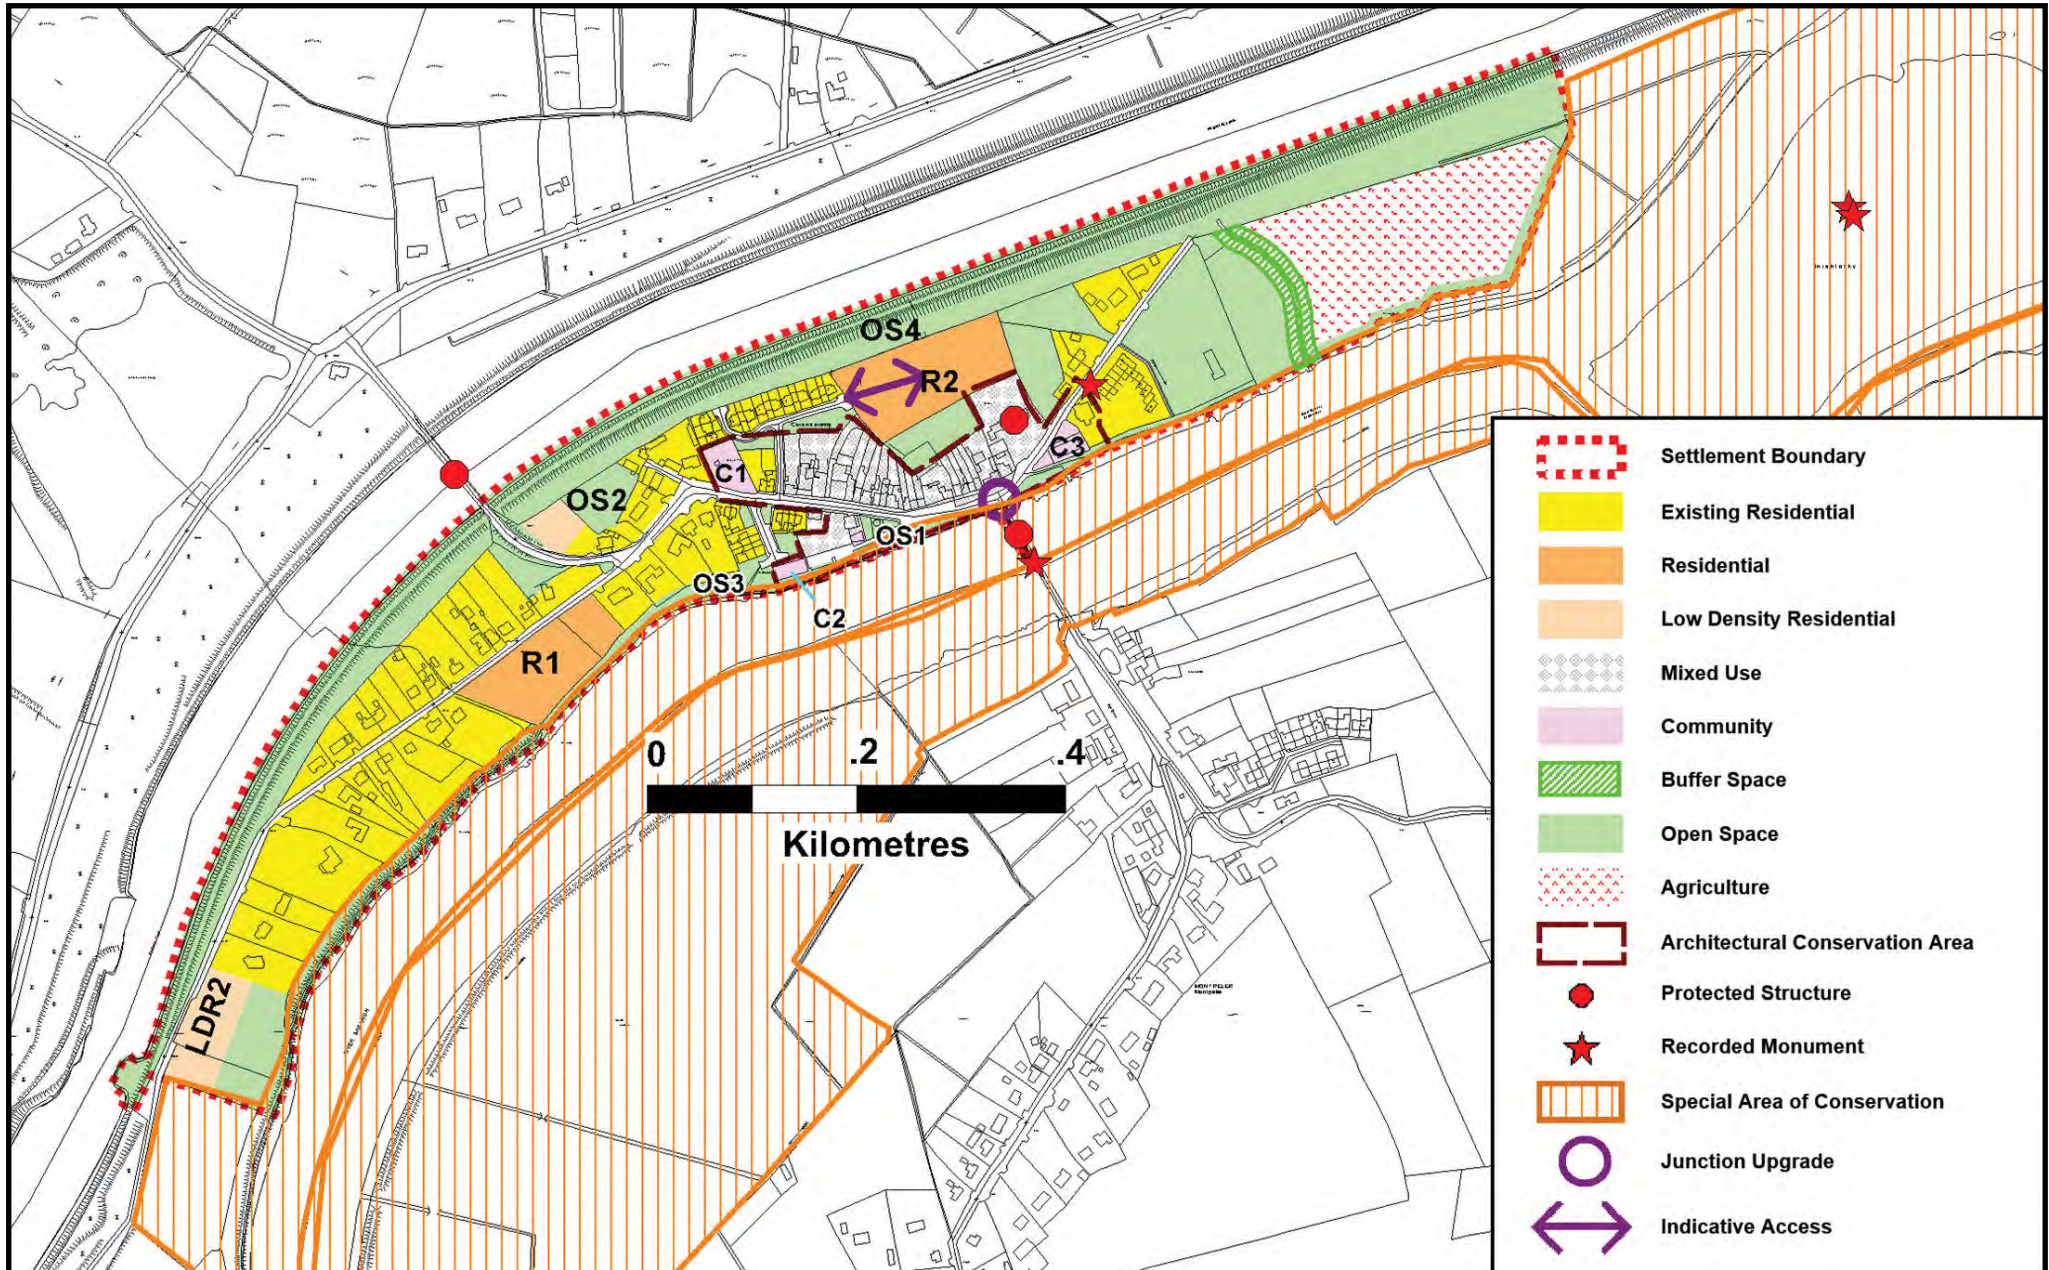 OS4
R2
C1
C3
OS2
OS1
OS3
C2
R1
0 .2 .4
Kilometres
LDR2
MONTPELIER
Settlement Boundary
Existing Residential
Residential
Low Density Residential
Mixed Use
Community
Buffer Space
Open Space
Agriculture
Architectural Conservation Area
Protected Structure
Recorded Monument
Special Area of Conservation
Junction Upgrade
Indicative Access